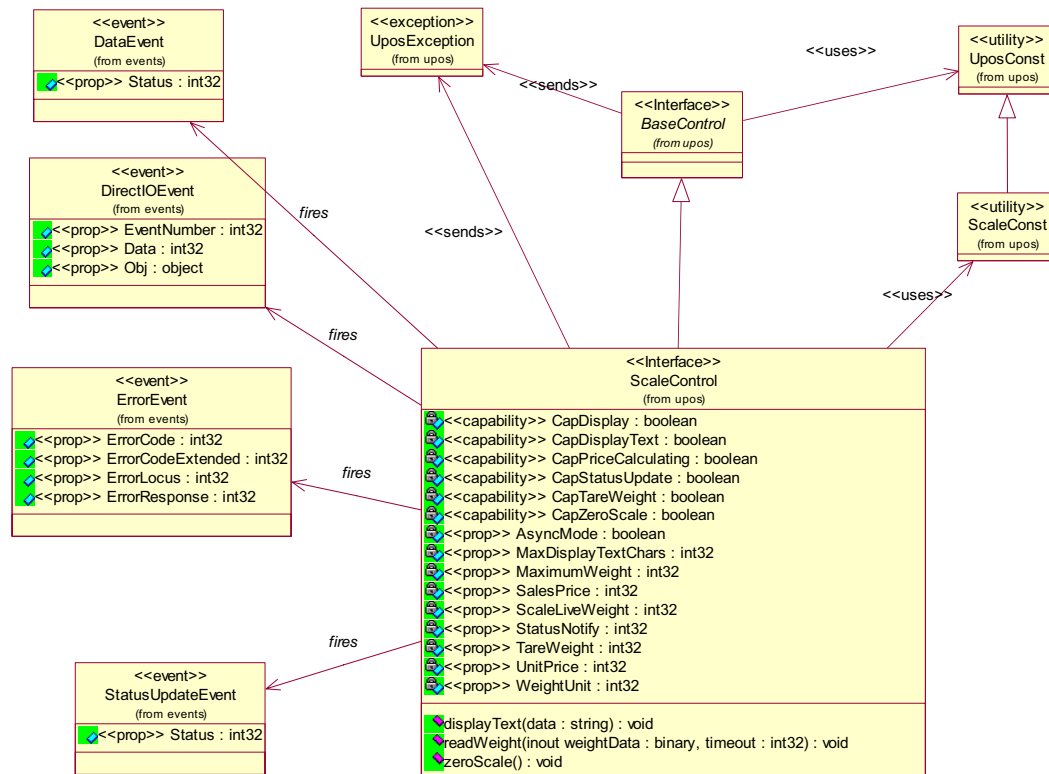 <<event>>
DataEvent
(from events)
<<prop>> Status : int32
<<exception>>
UposException
(from upos)
<<utility>>
UposConst
(from upos)
<<uses>>
<<sends>>
<<Interface>>
BaseControl
(from upos)
<<event>>
DirectIOEvent
(from events)
<<prop>> EventNumber : int32
<<prop>> Data : int32
<<prop>> Obj : object
fires
<<sends>>
<<utility>>
ScaleConst
(from upos)
<<uses>>
fires
<<event>>
ErrorEvent
(from events)
<<prop>> ErrorCode : int32
<<prop>> ErrorCodeExtended : int32
<<prop>> ErrorLocus : int32
<<prop>> ErrorResponse : int32
fires
<<Interface>>
ScaleControl
(from upos)
<<capability>> CapDisplay : boolean
<<capability>> CapDisplayText : boolean
<<capability>> CapPriceCalculating : boolean
<<capability>> CapStatusUpdate : boolean
<<capability>> CapTareWeight : boolean
<<capability>> CapZeroScale : boolean
<<prop>> AsyncMode : boolean
<<prop>> MaxDisplayTextChars : int32
<<prop>> MaximumWeight : int32
<<prop>> SalesPrice : int32
<<prop>> ScaleLiveWeight : int32
<<prop>> StatusNotify : int32
<<prop>> TareWeight : int32
<<prop>> UnitPrice : int32
<<prop>> WeightUnit : int32
displayText(data : string) : void
readWeight(inout weightData : binary, timeout : int32) : void
zeroScale() : void
fires
<<event>>
StatusUpdateEvent
(from events)
<<prop>> Status : int32